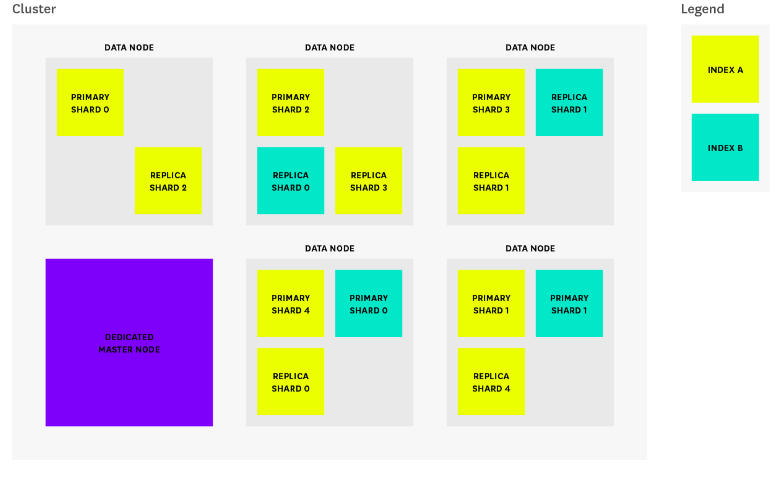 Cluster
Legend
DATA NODE
DATA NODE
DATA NODE
PRIMARY
SHARD 0
REPLICA
SHARD 2
PRIMARY
SHARD 2
REPLICA
SHARD 0
REPLICA
SHARD 3
PRIMARY
SHARD 3
REPLICA
SHARD 1
REPLICA
SHARD 1
INDEX A
INDEX B
DEDICATED
MASTER NODE
DATA NODE
DATA NODE
PRIMARY
SHARD 4
PRIMARY
SHARD 0
REPLICA
SHARD 0
PRIMARY
SHARD 1
PRIMARY
SHARD 1
REPLICA
SHARD 4